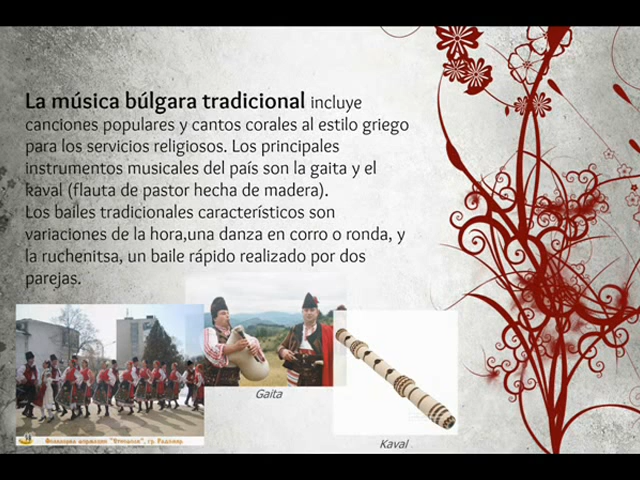 La música búlgara tradicional incluye
canciones populares y cantos corales al estilo griego
para los servicios religiosos. Los principales
instrumentos musicales del país son la gaita y el
kaval (flauta de pastor hecha de madera).
Los bailes tradicionales característicos son
variaciones de la hora,una danza en corro o ronda, y
la ruchenitsa, un baile rápido realizado por dos
parejas.
Gaita
Kaval
гр. Радомир